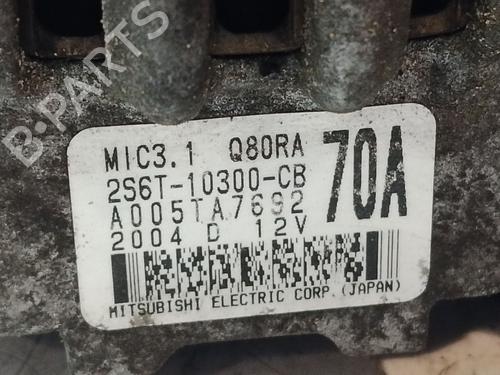 B-PARTS
MIC3.1 Q80RA
2S6T-10300-CB
70A
A005TA7692
2004 D 12V
MITSUBISHI ELECTRIC CORP.(JAPAN)